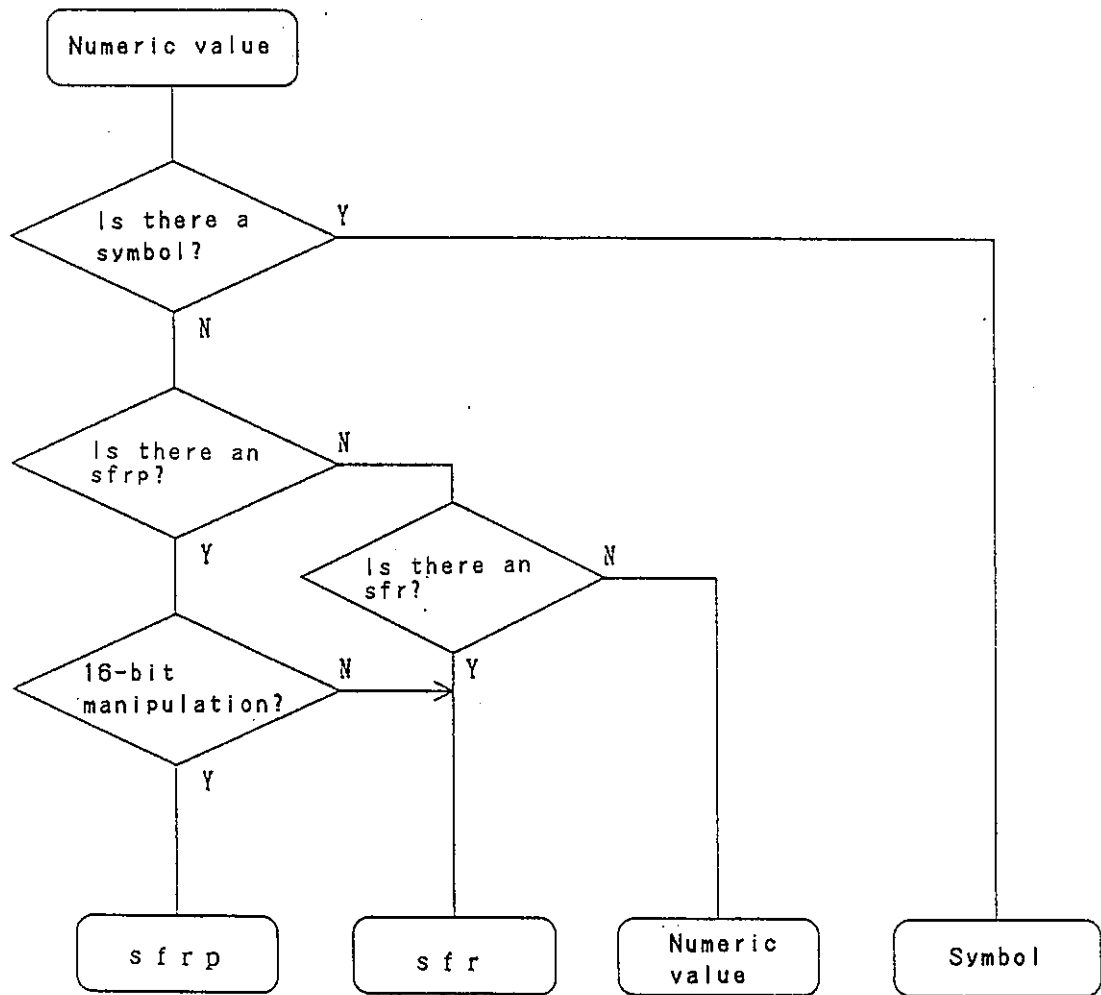 Numeric value
Is there a
symbol?
Y
N
Is there an
sfrp?
N
Y
Is there an
sfr?
N
Y
16-bit
manipulation?
N
Y
sfrp
sfr
Numeric
value
Symbol